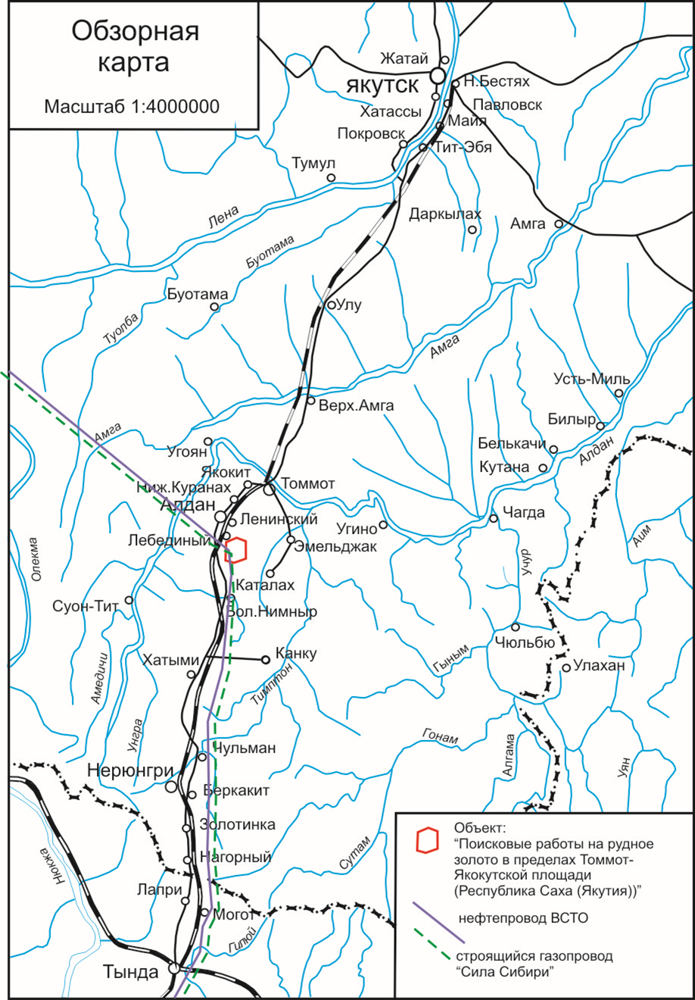 Обзорная
карта
Масштаб 1:4000000
Жатай
ЯКУТСК
Н.Бестях
Хатассы
Павловск
Майя
Покровск
Тит-Эбя
Тумул
Лена
Даркылах
Амга
Буотама
Буотама
Улу
Туолба
Амга
Усть-Миль
Верх.Амга
Билыр
Амга
Угоян
Белькачи
Алдан
Кутана
Якокит
Томмот
Ниж.Куранах
Алдан
Ленинский
Чагда
Угино
Лебединый
Эмельджак
Аим
Олекма
Учур
Каталах
Суон-Тит
Бол.Нимныр
Чюльбю
Хатыми
Канку
Гыным
Улахан
Амедичи
Тимптон
Унгра
Гонам
Чульман
Алгама
Уян
Нерюнгри
Беркакит
Золотинка
Нюкжа
Нагорный
Сутам
Лапри
Могот
Гилюй
Тында
Объект:
“Поисковые работы на рудное
золото в пределах Томмот-
Якокутской площади
(Республика Саха (Якутия))”
нефтепровод ВСТО
строящийся газопровод
“Сила Сибири”